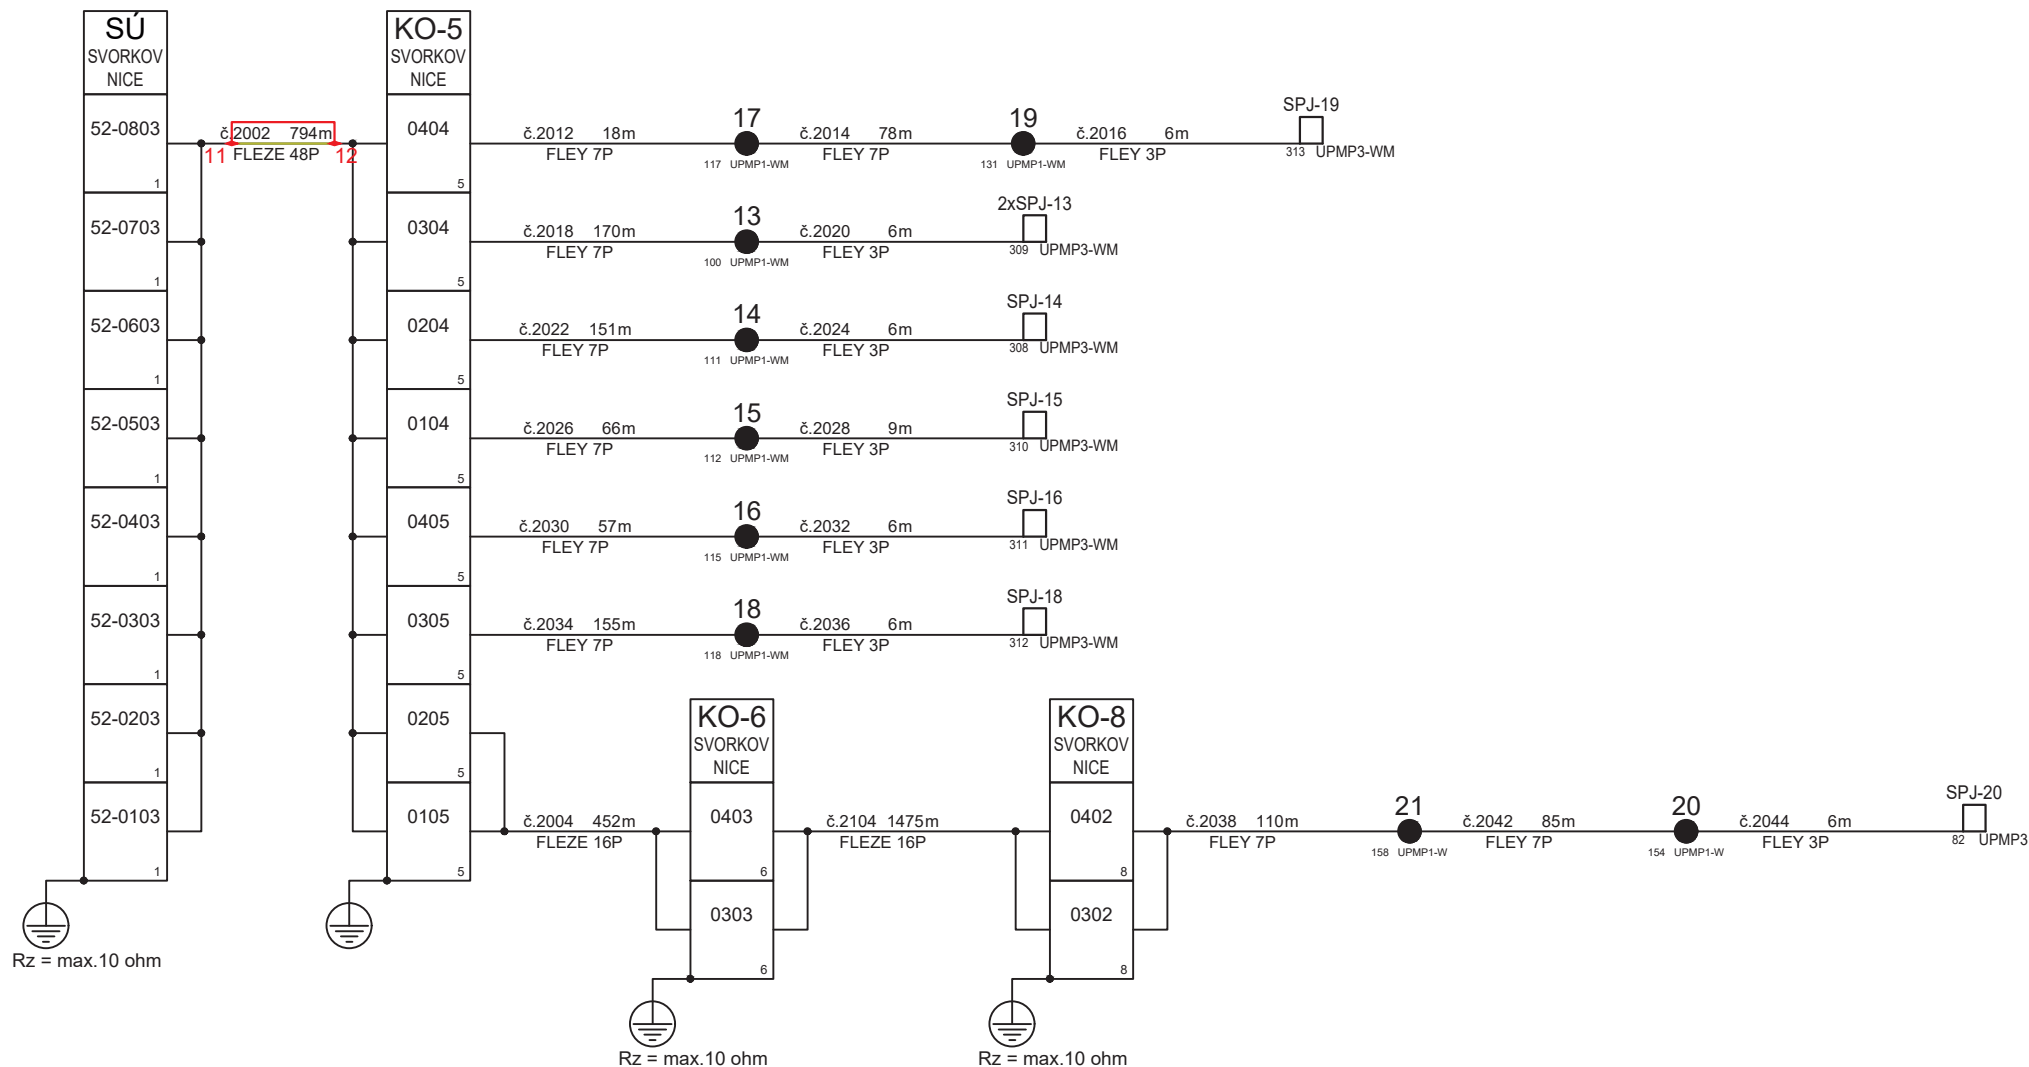 SÚ
SVORKOV
NICE
52-0803
1
52-0703
1
52-0603
1
52-0503
1
52-0403
1
52-0303
1
52-0203
1
52-0103
1
Rz = max.10 ohm
č.2002 794m
11 FLEZE 48P 12
KO-5
SVORKOV
NICE
0404
5
0304
5
0204
5
0104
5
0405
5
0305
5
0205
5
0105
5
č.2012 18m
FLEY 7P
17
117 UPMP1-WM
č.2014 78m
FLEY 7P
19
131 UPMP1-WM
č.2016 6m
FLEY 3P
SPJ-19
313 UPMP3-WM
č.2018 170m
FLEY 7P
13
100 UPMP1-WM
č.2020 6m
FLEY 3P
2xSPJ-13
309 UPMP3-WM
č.2022 151m
FLEY 7P
14
111 UPMP1-WM
č.2024 6m
FLEY 3P
SPJ-14
308 UPMP3-WM
č.2026 66m
FLEY 7P
15
112 UPMP1-WM
č.2028 9m
FLEY 3P
SPJ-15
310 UPMP3-WM
č.2030 57m
FLEY 7P
16
115 UPMP1-WM
č.2032 6m
FLEY 3P
SPJ-16
311 UPMP3-WM
č.2034 155m
FLEY 7P
18
118 UPMP1-WM
č.2036 6m
FLEY 3P
SPJ-18
312 UPMP3-WM
č.2004 452m
FLEZE 16P
KO-6
SVORKOV
NICE
0403
6
0303
6
Rz = max.10 ohm
č.2104 1475m
FLEZE 16P
KO-8
SVORKOV
NICE
0402
8
0302
8
Rz = max.10 ohm
č.2038 110m
FLEY 7P
21
158 UPMP1-W
č.2042 85m
FLEY 7P
20
154 UPMP1-W
č.2044 6m
FLEY 3P
SPJ-20
82 UPMP3